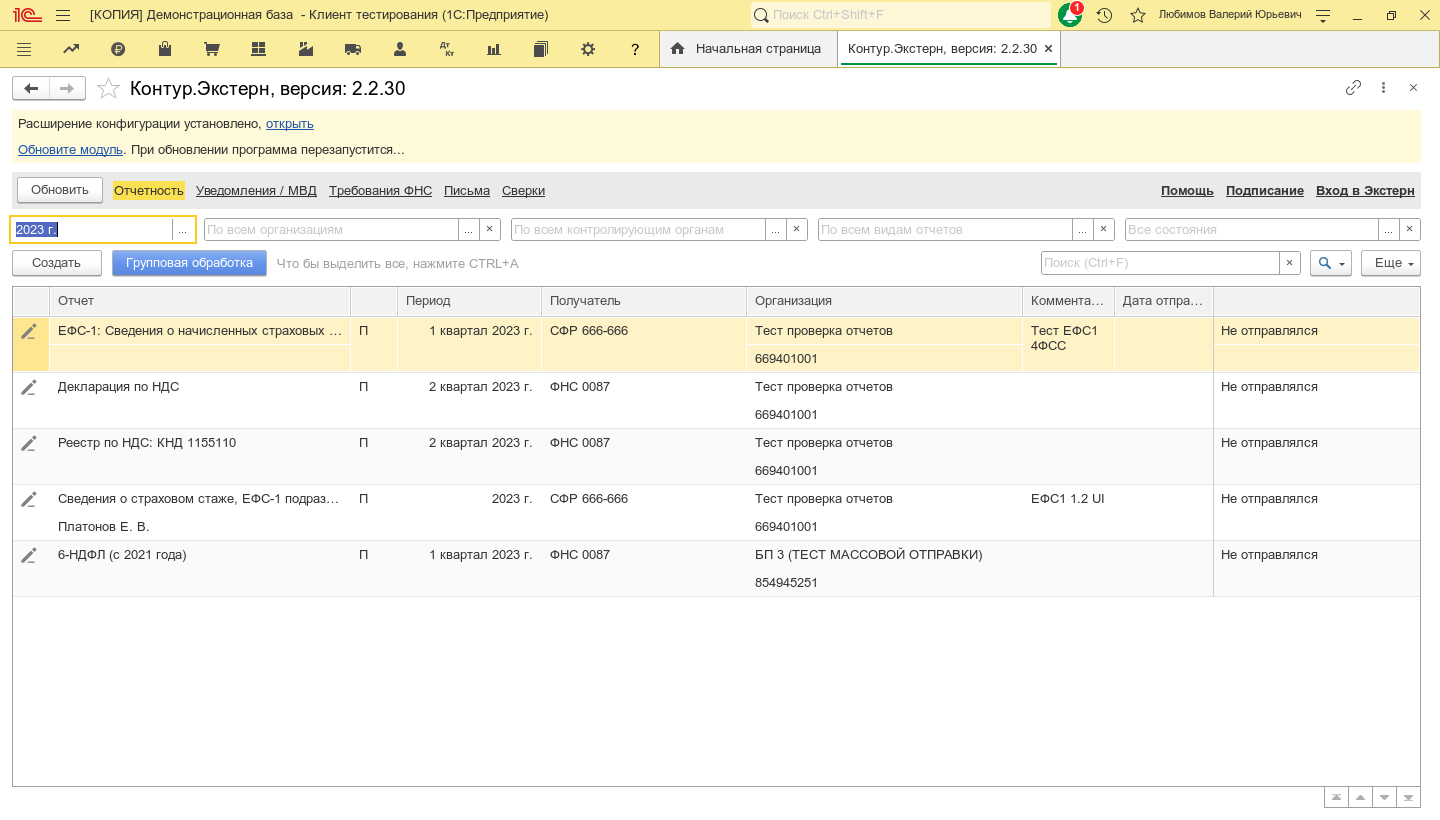 [КОПИЯ] Демонстрационная база - Клиент тестирования (1С:Предприятие)
Поиск Ctrl+Shift+F
1
Любимов Валерий Юрьевич
Дт Кт
?
Начальная страница
Контур.Экстерн, версия: 2.2.30 ×
Контур.Экстерн, версия: 2.2.30
Расширение конфигурации установлено, открыть
Обновите модуль. При обновлении программа перезапустится...
Обновить Отчетность Уведомления / МВД Требования ФНС Письма Сверки Помощь Подписание Вход в Экстерн
2023 г. ... По всем организациям ... × По всем контролирующим органам ... × По всем видам отчетов ... × Все состояния ... ×
Создать Групповая обработка Что бы выделить все, нажмите CTRL+A Поиск (Ctrl+F) × Еще
Отчет Период Получатель Организация Коммента... Дата отпра...
ЕФС-1: Сведения о начисленных страховых ... П 1 квартал 2023 г. СФР 666-666 Тест проверка отчетов Тест ЕФС1 Не отправлялся
4ФСС
669401001
Декларация по НДС П 2 квартал 2023 г. ФНС 0087 Тест проверка отчетов Не отправлялся
669401001
Реестр по НДС: КНД 1155110 П 2 квартал 2023 г. ФНС 0087 Тест проверка отчетов Не отправлялся
669401001
Сведения о страховом стаже, ЕФС-1 подраз... П 2023 г. СФР 666-666 Тест проверка отчетов ЕФС1 1.2 UI Не отправлялся
Платонов Е. В. 669401001
6-НДФЛ (с 2021 года) П 1 квартал 2023 г. ФНС 0087 БП 3 (ТЕСТ МАССОВОЙ ОТПРАВКИ) Не отправлялся
854945251